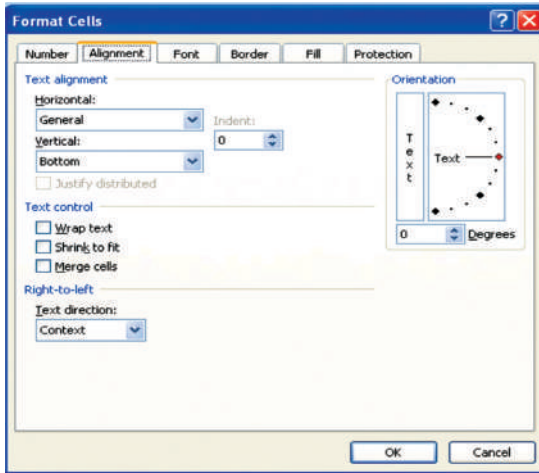 Format Cells
Number Alignment Font Border Fill Protection
Text alignment
Horizontal:
General
Indent:
Vertical:
0
Bottom
Justify distributed
Text control
Wrap text
Shrink to fit
Merge cells
Right-to-left
Text direction:
Context
Orientation
Text
Text
0 Degrees
OK Cancel